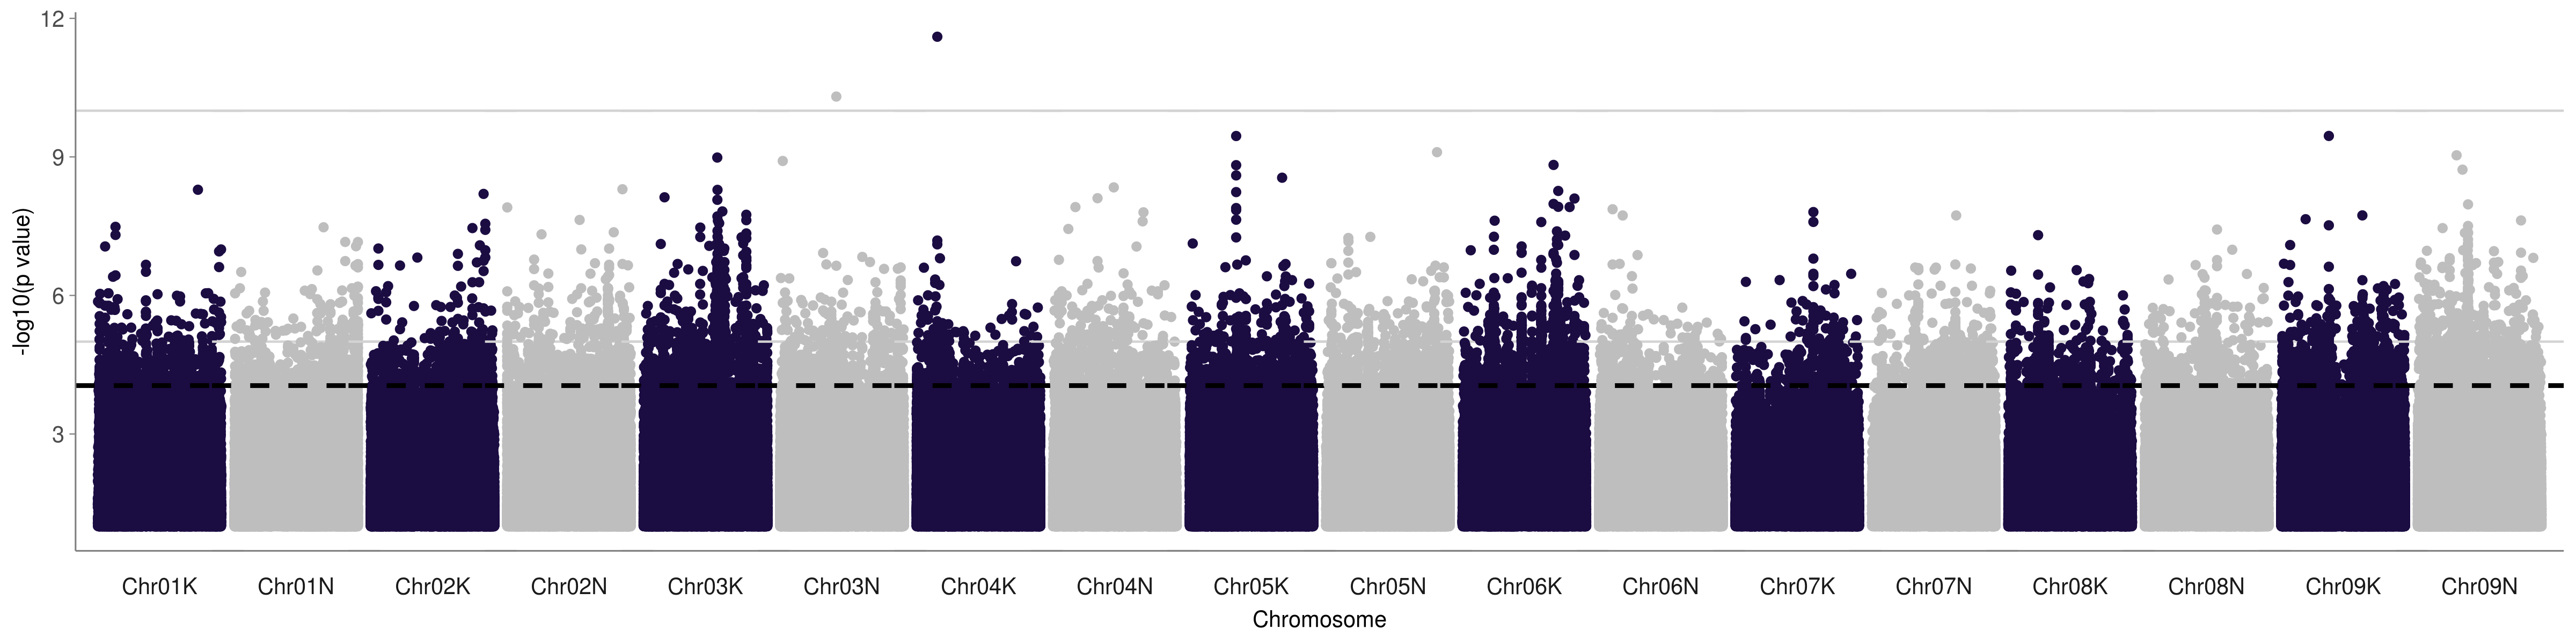 12
9
6
3
-log10(p value)
Chr01K Chr01N Chr02K Chr02N Chr03K Chr03N Chr04K Chr04N Chr05K Chr05N Chr06K Chr06N Chr07K Chr07N Chr08K Chr08N Chr09K Chr09N
Chromosome